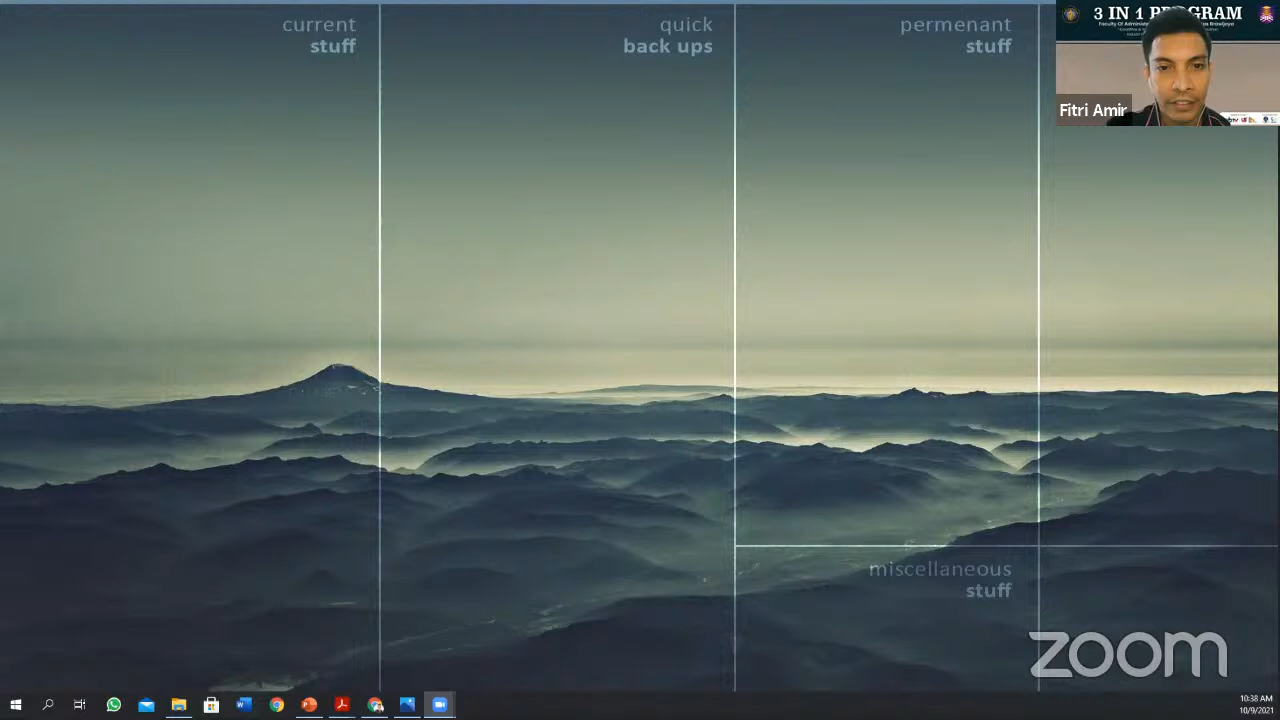 current
stuff
quick
back ups
permenant
stuff
3 IN 1 PROGRAM
Fitri Amir
miscellaneous
stuff
zoom
10:38 AM
10/9/2021